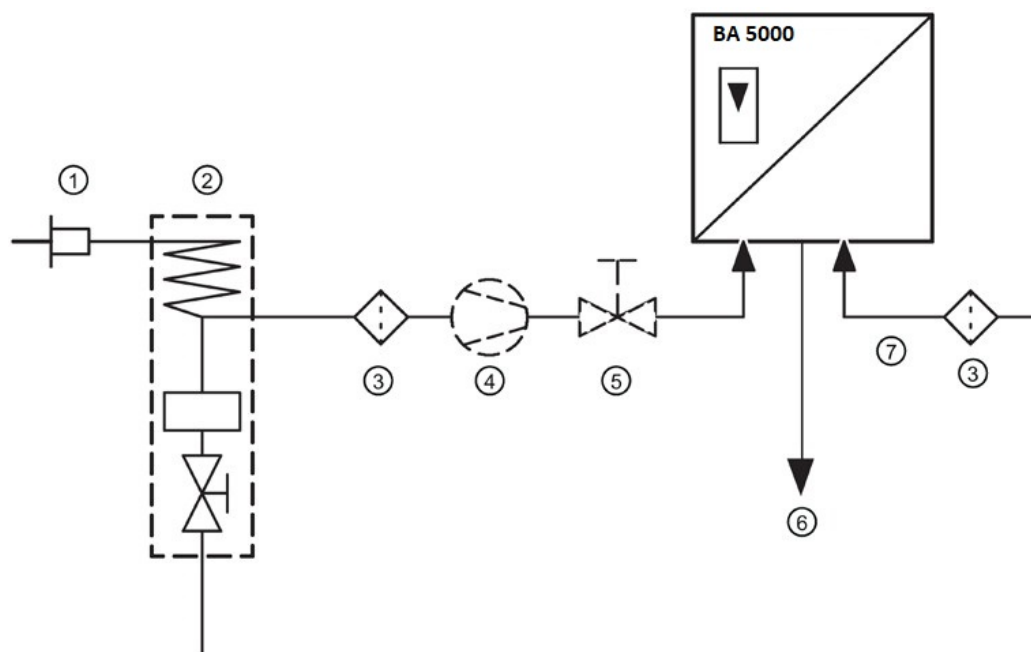 BA 5000
① ②
③ ④ ⑤ ⑦ ③
⑥